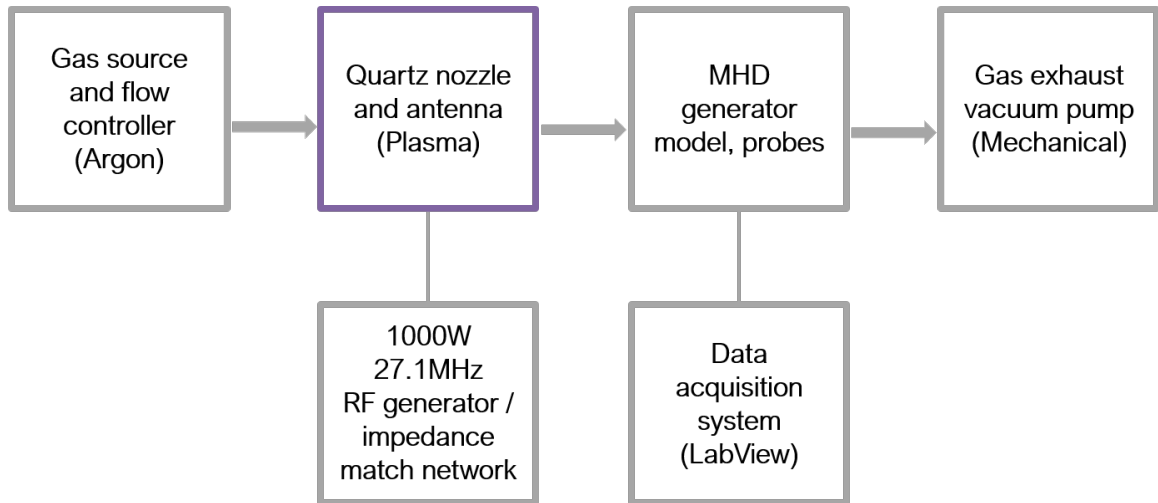 Gas source
and flow
controller
(Argon)
Quartz nozzle
and antenna
(Plasma)
MHD
generator
model, probes
Gas exhaust
vacuum pump
(Mechanical)
1000W
27.1MHz
RF generator /
impedance
match network
Data
acquisition
system
(LabView)